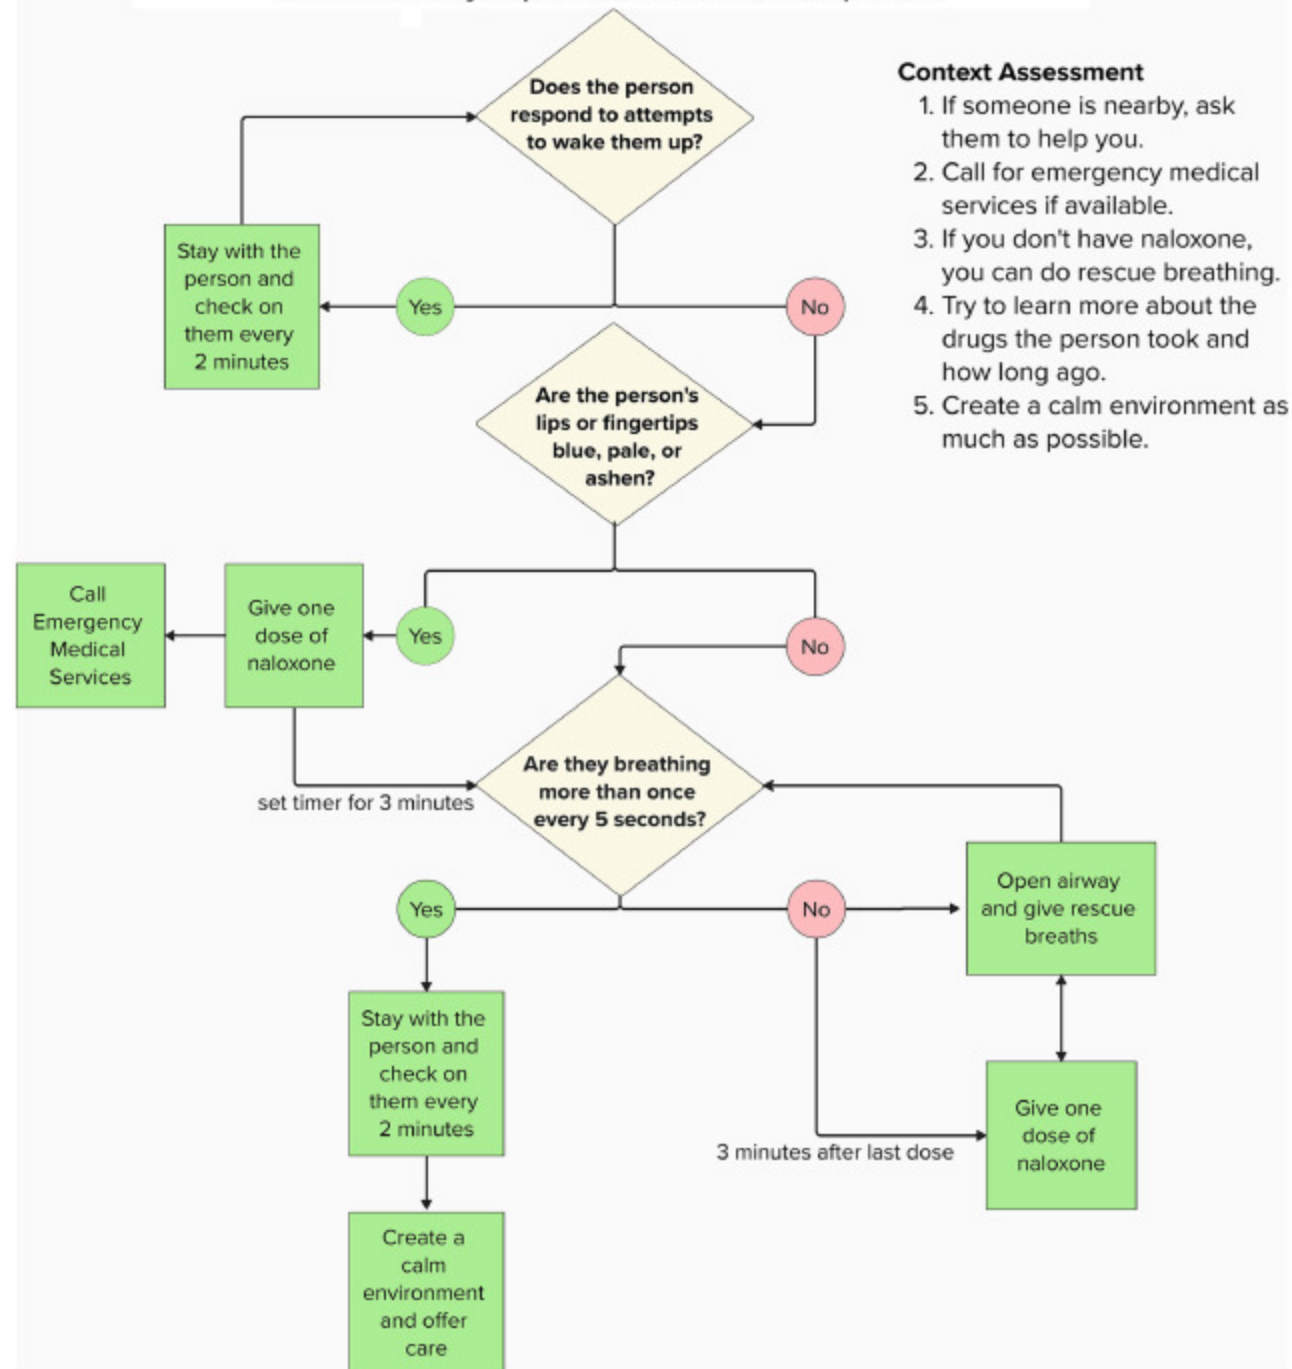 Does the person
respond to attempts
to wake them up?
Context Assessment
1. If someone is nearby, ask
them to help you.
2. Call for emergency medical
services if available.
3. If you don't have naloxone,
you can do rescue breathing.
4. Try to learn more about the
drugs the person took and
how long ago.
5. Create a calm environment as
much as possible.
Stay with the
person and
check on
them every
2 minutes
Yes
No
Are the person's
lips or fingertips
blue, pale, or
ashen?
Call
Emergency
Medical
Services
Give one
dose of
naloxone
Yes
No
set timer for 3 minutes
Are they breathing
more than once
every 5 seconds?
Yes
No
Open airway
and give rescue
breaths
Stay with the
person and
check on
them every
2 minutes
3 minutes after last dose
Give one
dose of
naloxone
Create a
calm
environment
and offer
care